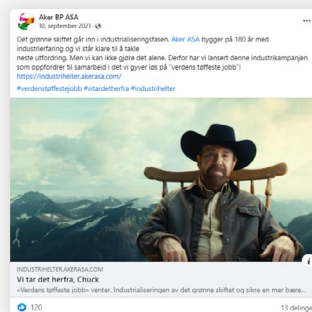 Aker BP ASA
10. september 2021 ·
Det grønne skiftet går inn i industrialiseringsfasen. Aker ASA bygger på 180 år med
industrierfaring og vi står klare til å takle
neste utfordring. Men vi kan ikke gjøre det alene. Derfor har vi lansert denne industrikampanjen
som oppfordrer til samarbeid i det vi gyver løs på "verdens tøffeste jobb"!
https://industrihelter.akerasa.com/
#verdenstøffestejobb #vitardetherfra #industrihelter
INDUSTRIHELTER.AKERASA.COM
Vi tar det herfra, Chuck
«Verdens tøffeste jobb» venter. Industrialiseringen av det grønne skiftet og sikre en mer bære...
120
13 delinge